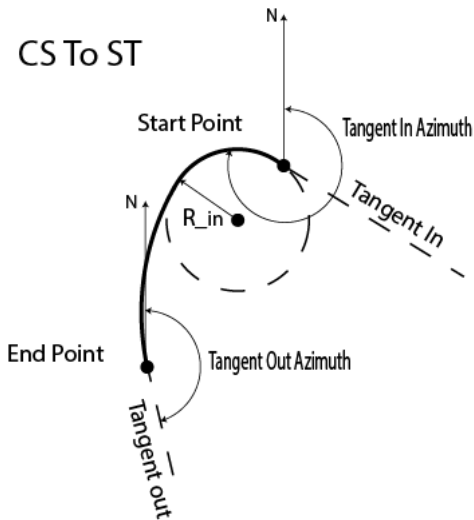 N
CS To ST
Start Point
Tangent In Azimuth
Tangent In
N
R_in
End Point
Tangent Out Azimuth
Tangent out